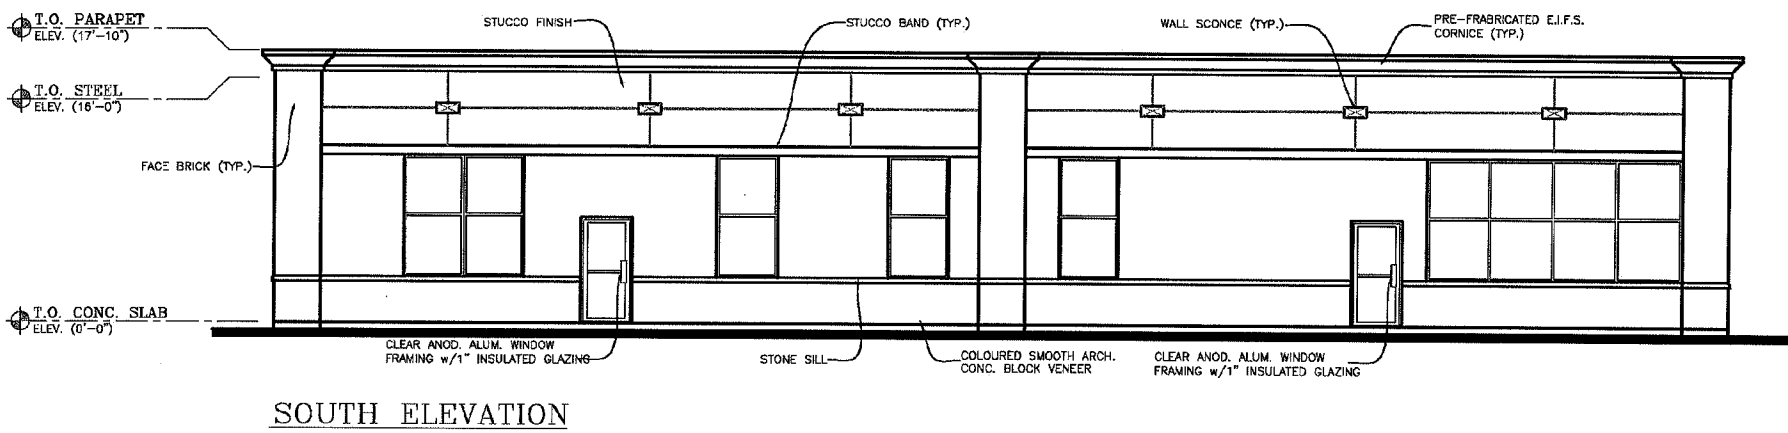 T.O. PARAPET
ELEV. (17'-10")
STUCCO FINISH
STUCCO BAND (TYP.)
WALL SCONCE (TYP.)
PRE-FRABRICATED E.I.F.S.
CORNICE (TYP.)
T.O. STEEL
ELEV. (16'-0")
FACE BRICK (TYP.)
T.O. CONC. SLAB
ELEV. (0'-0")
CLEAR ANOD. ALUM. WINDOW
FRAMING w/1" INSULATED GLAZING
STONE SILL
COLOURED SMOOTH ARCH.
CONC. BLOCK VENEER
CLEAR ANOD. ALUM. WINDOW
FRAMING w/1" INSULATED GLAZING
SOUTH ELEVATION